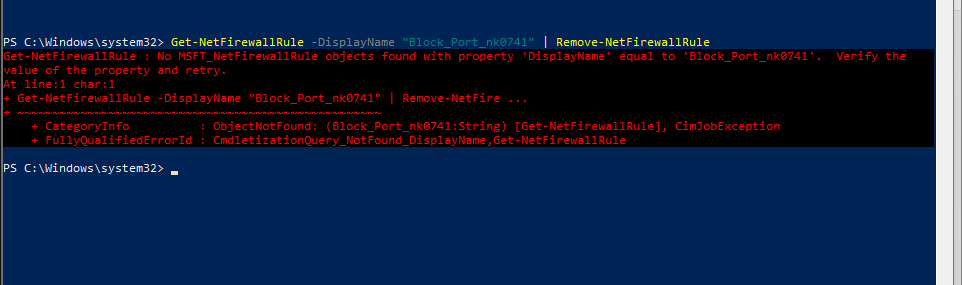 PS C:\Windows\system32> Get-NetFirewallRule -DisplayName "Block_Port_nk0741" | Remove-NetFirewallRule
Get-NetFirewallRule : No MSFT_NetFirewallRule objects found with property 'DisplayName' equal to 'Block_Port_nk0741'.  Verify the
value of the property and retry.
At line:1 char:1
+ Get-NetFirewallRule -DisplayName "Block_Port_nk0741" | Remove-NetFire ...
+ ~~~~~~~~~~~~~~~~~~~~~~~~~~~~~~~~~~~~~~~~~~~~~~~~~~~~
    + CategoryInfo          : ObjectNotFound: (Block_Port_nk0741:String) [Get-NetFirewallRule], CimJobException
    + FullyQualifiedErrorId : CmdletizationQuery_NotFound_DisplayName,Get-NetFirewallRule
PS C:\Windows\system32>